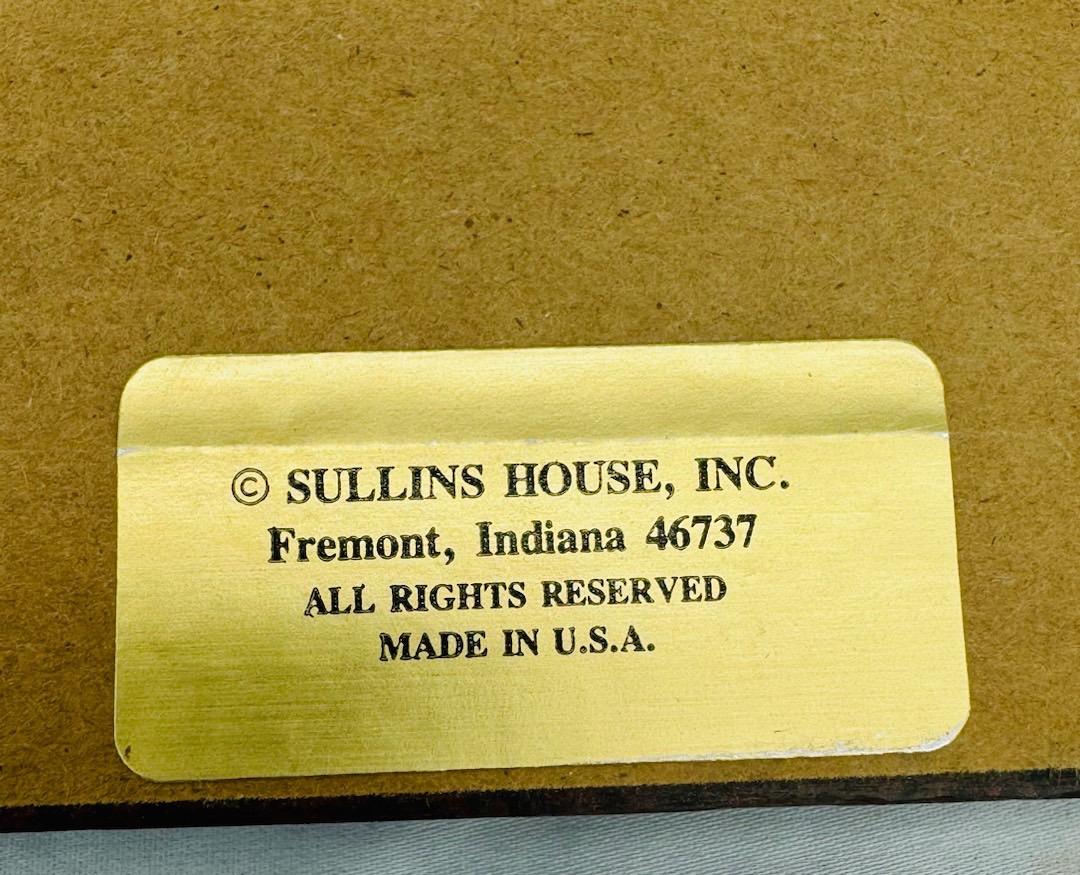 © SULLINS HOUSE, INC.
Fremont, Indiana 46737
ALL RIGHTS RESERVED
MADE IN U.S.A.